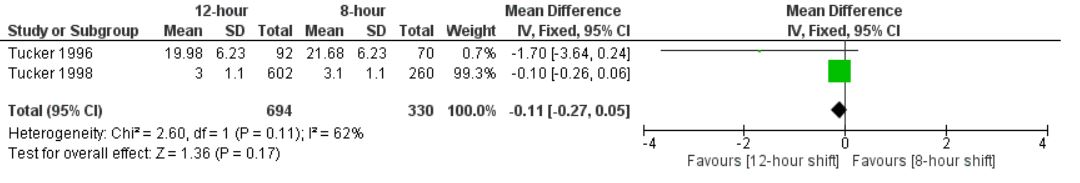 12-hour 8-hour Mean Difference Mean Difference
Study or Subgroup Mean SD Total Mean SD Total Weight IV, Fixed, 95% CI IV, Fixed, 95% CI
Tucker 1996 19.98 6.23 92 21.68 6.23 70 0.7% -1.70 [-3.64, 0.24]
Tucker 1998 3 1.1 602 3.1 1.1 260 99.3% -0.10 [-0.26, 0.06]
Total (95% CI) 694 330 100.0% -0.11 [-0.27, 0.05]
Heterogeneity: Chi² = 2.60, df = 1 (P = 0.11); I² = 62%
Test for overall effect: Z = 1.36 (P = 0.17)
-4 -2 0 2 4
Favours [12-hour shift] Favours [8-hour shift]